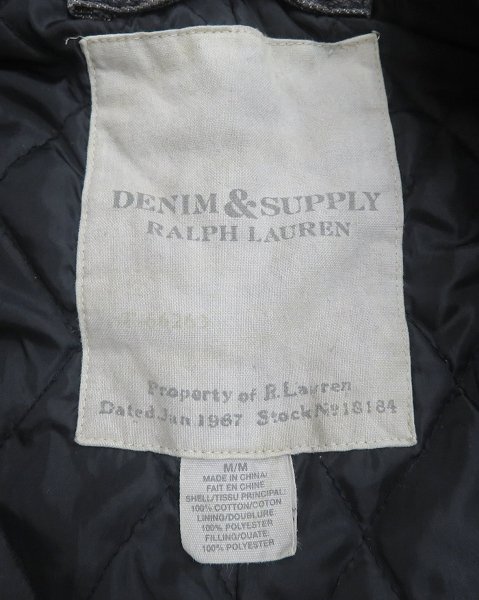 DENIM & SUPPLY
RALPH LAUREN
Property of R.Lauren
Dated Jan 1967 Stock No 18184
M/M
MADE IN CHINA/
FAIT EN CHINE
SHELL/TISSU PRINCIPAL:
100% COTTON/COTON
LINING/DOUBLURE
100% POLYESTER
FILLING/OUATE:
100% POLYESTER